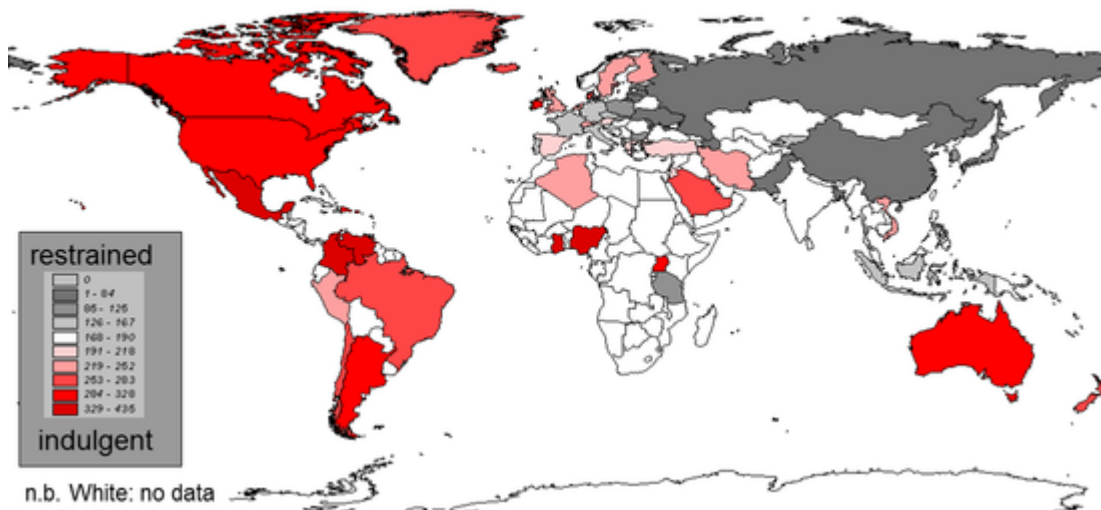 restrained
0
1 - 84
85 - 125
126 - 167
168 - 190
191 - 218
219 - 252
253 - 283
284 - 328
329 - 435
indulgent
n.b. White: no data